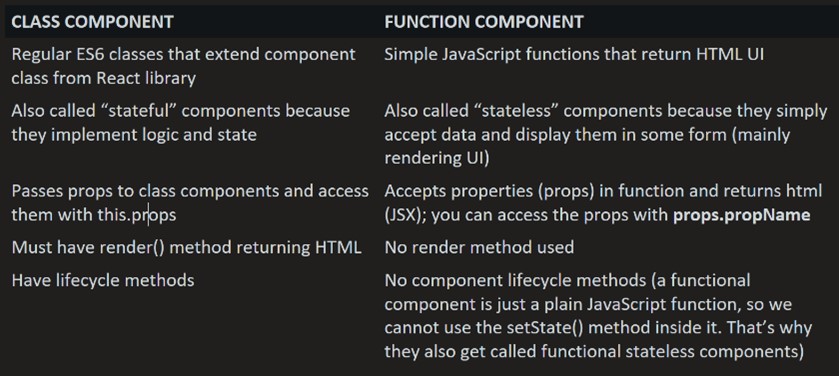 CLASS COMPONENT
FUNCTION COMPONENT
Regular ES6 classes that extend component
class from React library
Simple JavaScript functions that return HTML UI
Also called “stateful” components because
they implement logic and state
Also called “stateless” components because they simply
accept data and display them in some form (mainly
rendering UI)
Passes props to class components and access
them with this.props
Accepts properties (props) in function and returns html
(JSX); you can access the props with props.propName
Must have render() method returning HTML
No render method used
Have lifecycle methods
No component lifecycle methods (a functional
component is just a plain JavaScript function, so we
cannot use the setState() method inside it. That’s why
they also get called functional stateless components)